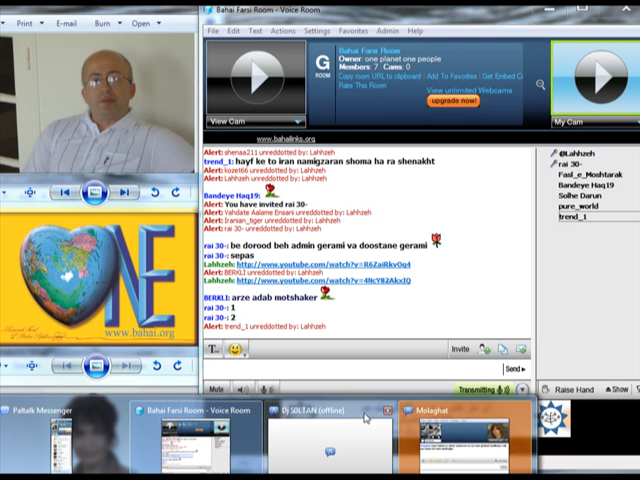 Print
E-mail
Burn
Open
Bahai Farsi Room - Voice Room
File Edit Text Actions Settings Favorites Admin Help
G ROOM
Bahai Farsi Room
Owner: one planet one people
Members: 7 Cams: 0
Copy room URL to clipboard | Add To Favorites | Get Embed C
Rate This Room
View unlimited Webcams
upgrade now!
View Cam
My Cam
www.bahailinks.org
Alert: shenaa211 unreddotted by: Lahhzeh
trend_1: hayf ke to iran namigzaran shoma ha ra shenakht
Alert: kozet66 unreddotted by: Lahhzeh
Alert: Lahhzeh unreddotted by: Lahhzeh
Bandeye Haq19:
Alert: You have invited rai 30-
Alert: Vahdate Aalame Ensani unreddotted by: Lahhzeh
Alert: Iranian_tiger unreddotted by: Lahhzeh
Alert: rai 30- unreddotted by: Lahhzeh
rai 30-: be dorood beh admin gerami va doostane gerami
rai 30-: sepas
Lahhzeh: http://www.youtube.com/watch?v=R6ZaiRkvOg4
Alert: BERKLI unreddotted by: Lahhzeh
Lahhzeh: http://www.youtube.com/watch?v=4NcY82AkxIQ
BERKLI: arze adab motshaker
rai 30-: 1
rai 30-: 2
Alert: trend_1 unreddotted by: Lahhzeh
@Lahhzeh
rai 30-
Fasl_e_Moshtarak
Bandeye Haq19
Solhe Darun
pure_world
trend_1
ONE
www.bahai.org
T
Invite
Send
Mute
Transmitting
Raise Hand
Show
Paltalk Messenger
Bahai Farsi Room - Voice Room
Dj S0LTAN (offline)
Molaghat